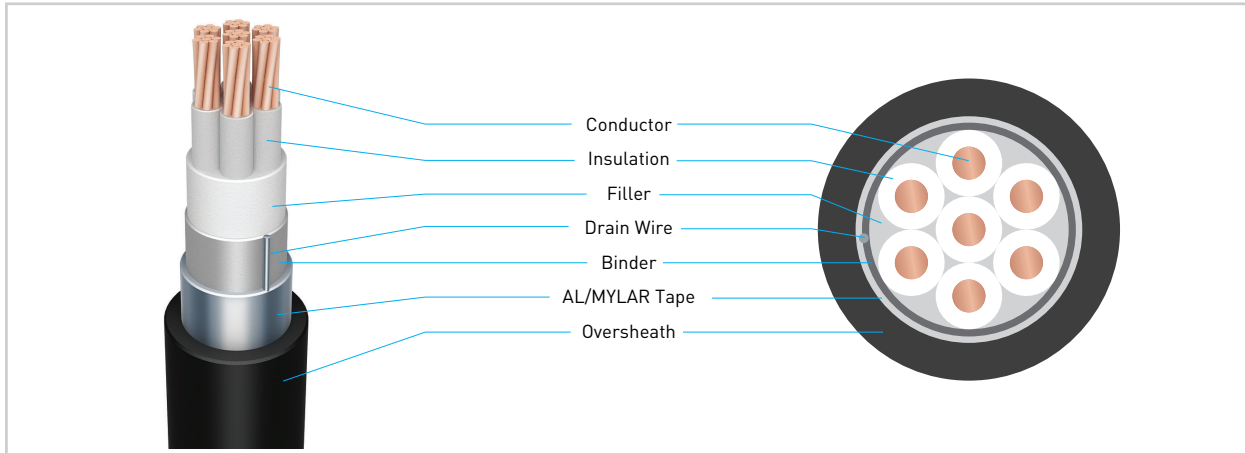 Conductor
Insulation
Filler
Drain Wire
Binder
AL/MYLAR Tape
Oversheath